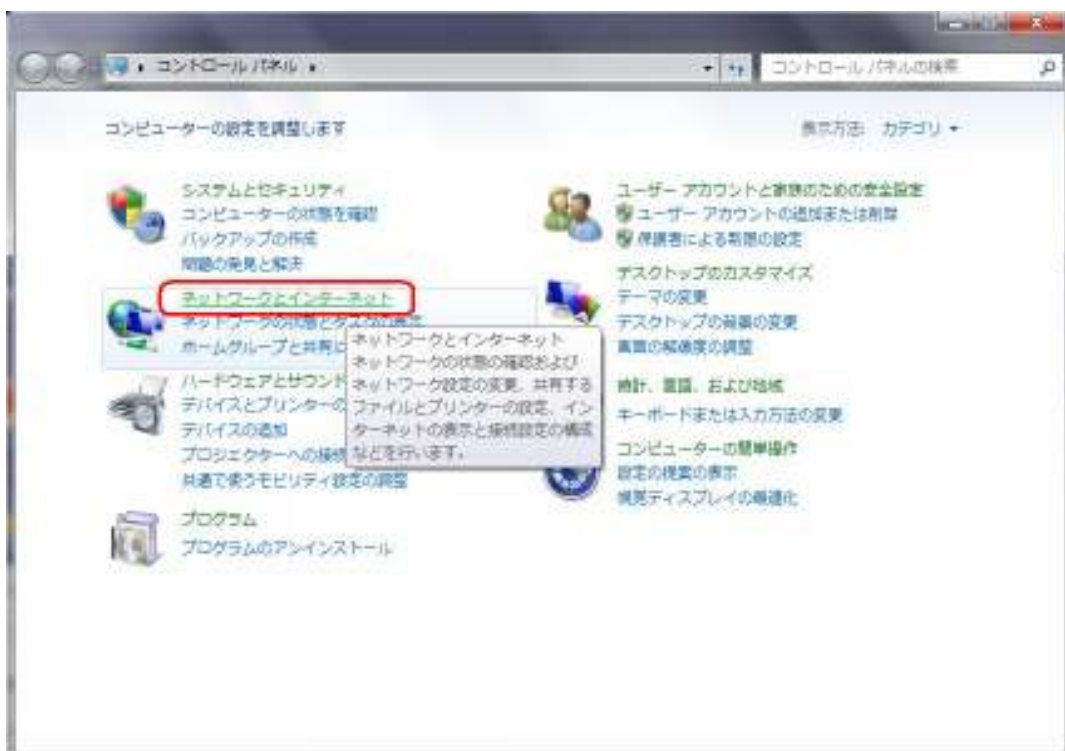 コントロール パネル
コントロール パネルの検索
コンピューターの設定を調整します
表示方法: カテゴリ
システムとセキュリティ
コンピューターの状態を確認
バックアップの作成
問題の発見と解決
ネットワークとインターネット
ネットワークの状態とタスクの表示
ホームグループと共有に
ハードウェアとサウンド
デバイスとプリンターの
デバイスの追加
プロジェクターへの接続
共通で使うモビリティ設定の調整
プログラム
プログラムのアンインストール
ネットワークとインターネット
ネットワークの状態の確認および
ネットワーク設定の変更、共有する
ファイルとプリンターの設定、イン
ターネットの表示と接続設定の構成
などを行います。
ユーザー アカウントと家族のための安全設定
ユーザー アカウントの追加または削除
保護者による制限の設定
デスクトップのカスタマイズ
テーマの変更
デスクトップの背景の変更
画面の解像度の調整
時計、言語、および地域
キーボードまたは入力方法の変更
コンピューターの簡単操作
設定の提案の表示
視覚ディスプレイの最適化